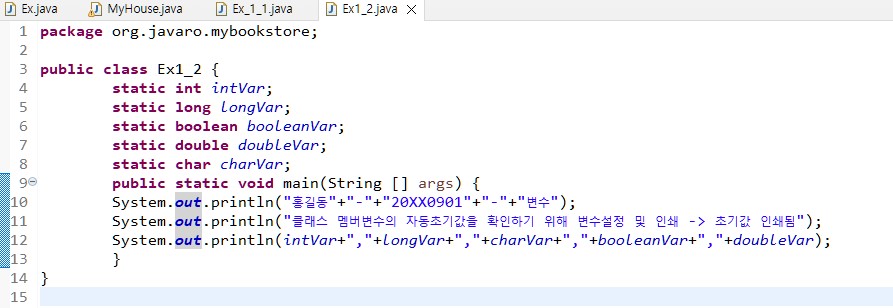 Ex.java MyHouse.java Ex_1_1.java Ex1_2.java
1 package org.javaro.mybookstore;
2
3 public class Ex1_2 {
4 static int intVar;
5 static long longVar;
6 static boolean booleanVar;
7 static double doubleVar;
8 static char charVar;
9 public static void main(String [] args) {
10 System.out.println("홍길동"+"-"+"20XX0901"+"-"+"변수");
11 System.out.println("클래스 멤버변수의 자동초기값을 확인하기 위해 변수설정 및 인쇄 -> 초기값 인쇄됨");
12 System.out.println(intVar+","+longVar+","+charVar+","+booleanVar+","+doubleVar);
13 }
14 }
15